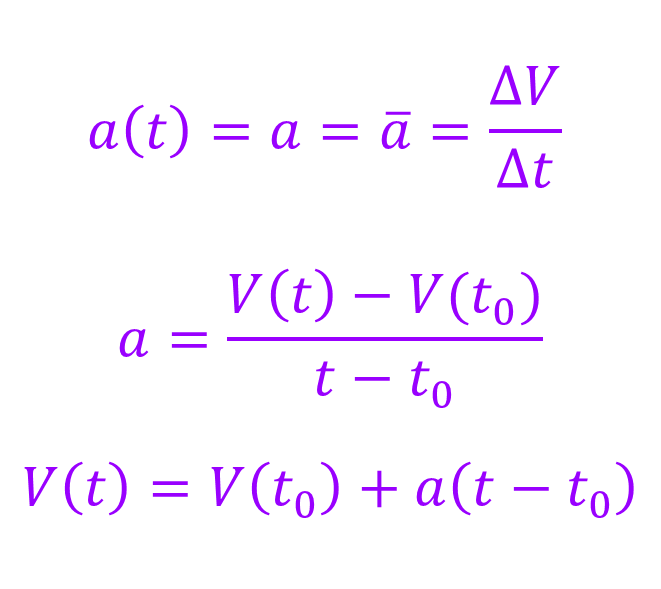 a(t) = a = ā = ΔV/Δt
a = (V(t) − V(t₀))/(t − t₀)
V(t) = V(t₀) + a(t − t₀)